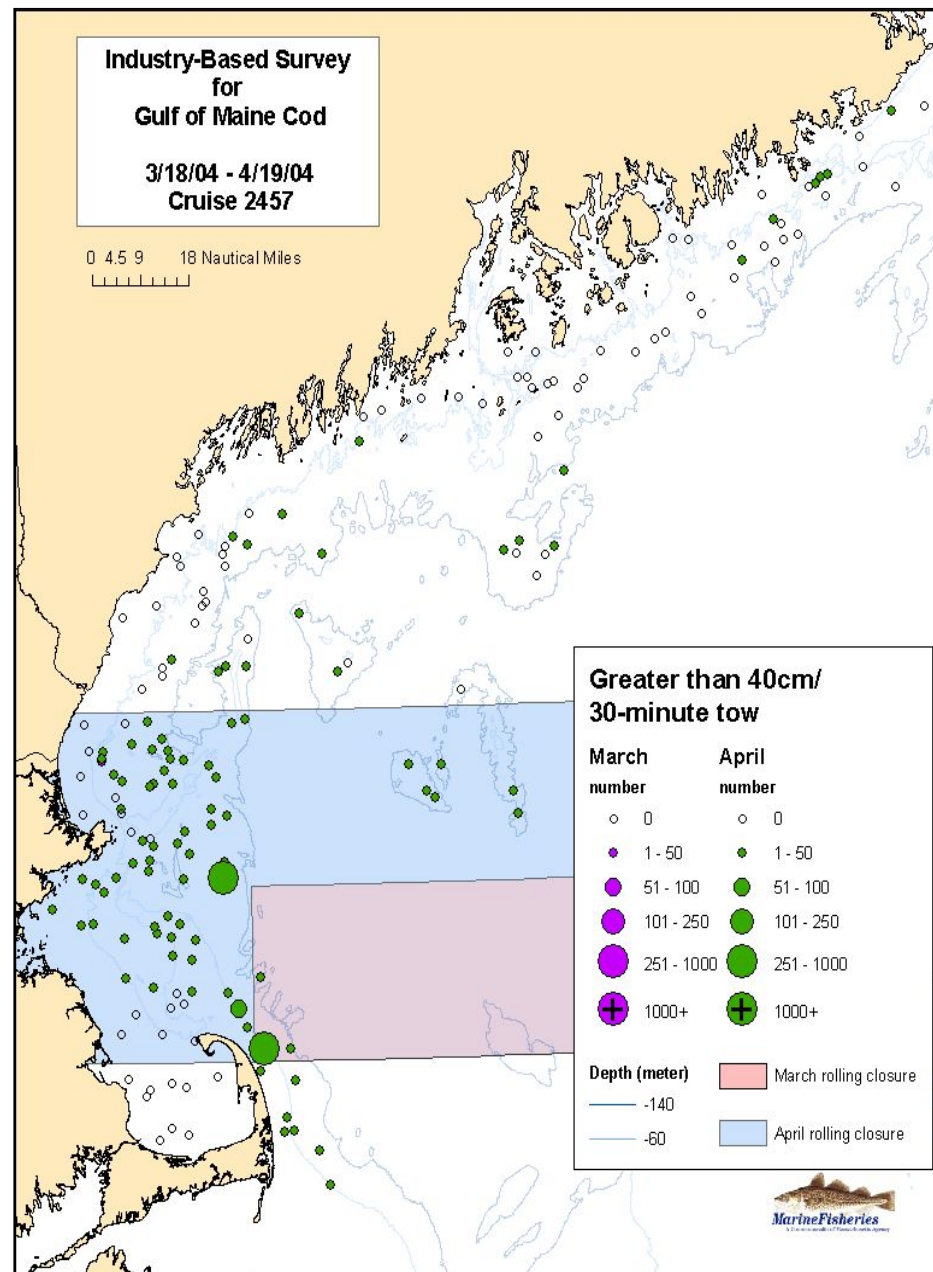 Industry-Based Survey
for
Gulf of Maine Cod
3/18/04 - 4/19/04
Cruise 2457
0 4.5 9 18 Nautical Miles
Greater than 40cm/
30-minute tow
March April
number number
0 0
1 - 50 1 - 50
51 - 100 51 - 100
101 - 250 101 - 250
251 - 1000 251 - 1000
1000+ 1000+
Depth (meter)
-140
-60
March rolling closure
April rolling closure
MarineFisheries